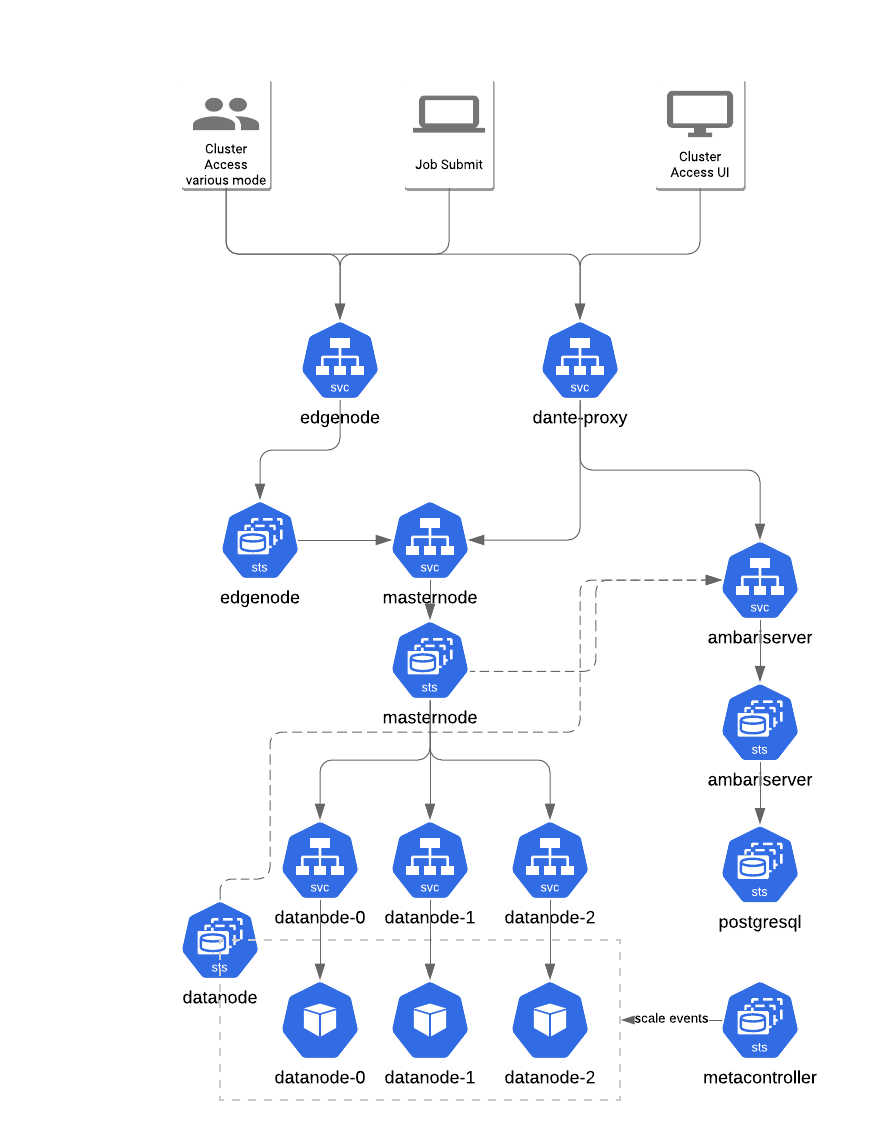 Cluster
Access
various mode
Job Submit
Cluster
Access UI
svc
edgenode
svc
dante-proxy
sts
edgenode
svc
masternode
svc
ambariserver
sts
masternode
sts
ambariserver
svc
datanode-0
svc
datanode-1
svc
datanode-2
sts
postgresql
sts
datanode
datanode-0
datanode-1
datanode-2
scale events
sts
metacontroller